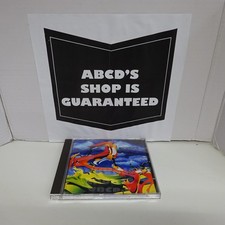 ABCD'S
SHOP IS
GUARANTEED